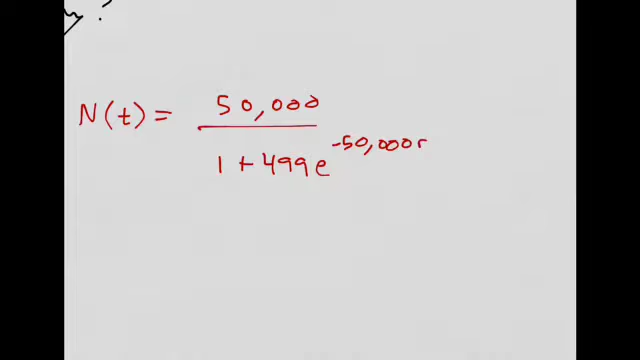 ?
N(t) = 50,000
1 + 499e^-50,000r